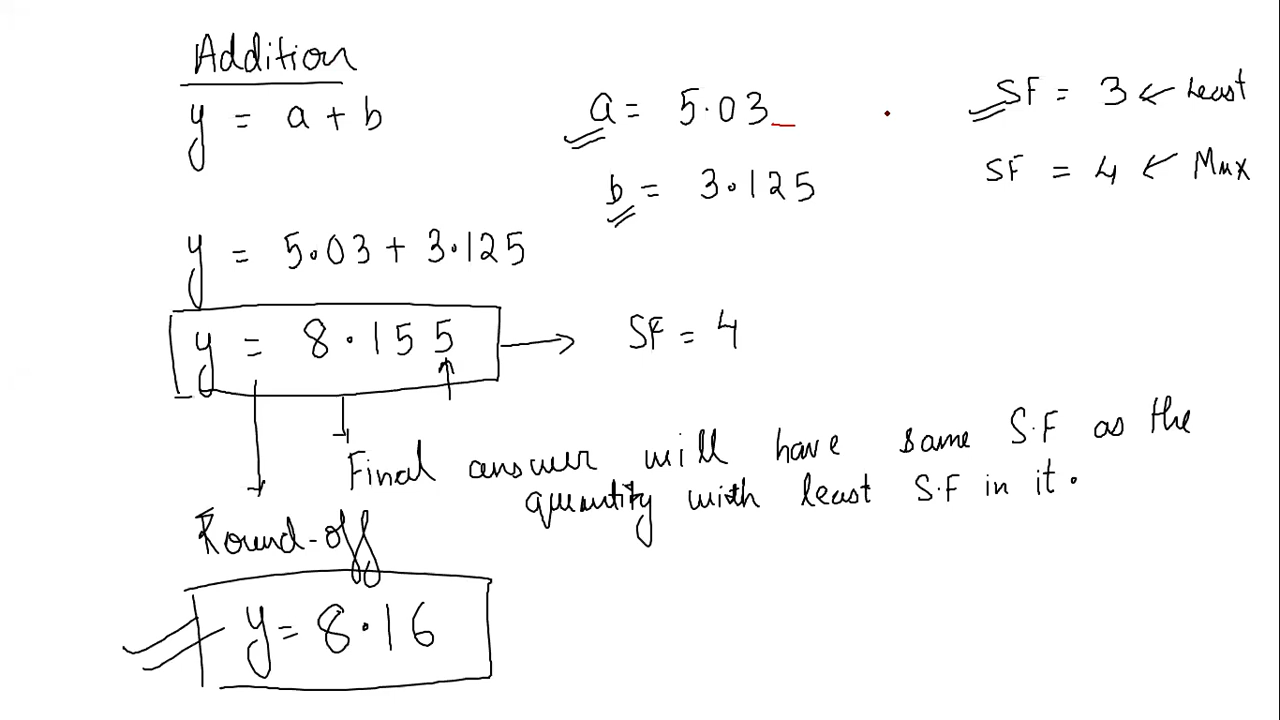 Addition
y = a + b
a = 5.03
SF = 3 ← Least
b = 3.125
SF = 4 ← Max
y = 5.03 + 3.125
y = 8.155 → SF = 4
Final answer will have same S.F as the
quantity with least S.F in it.
Round-off
y = 8.16